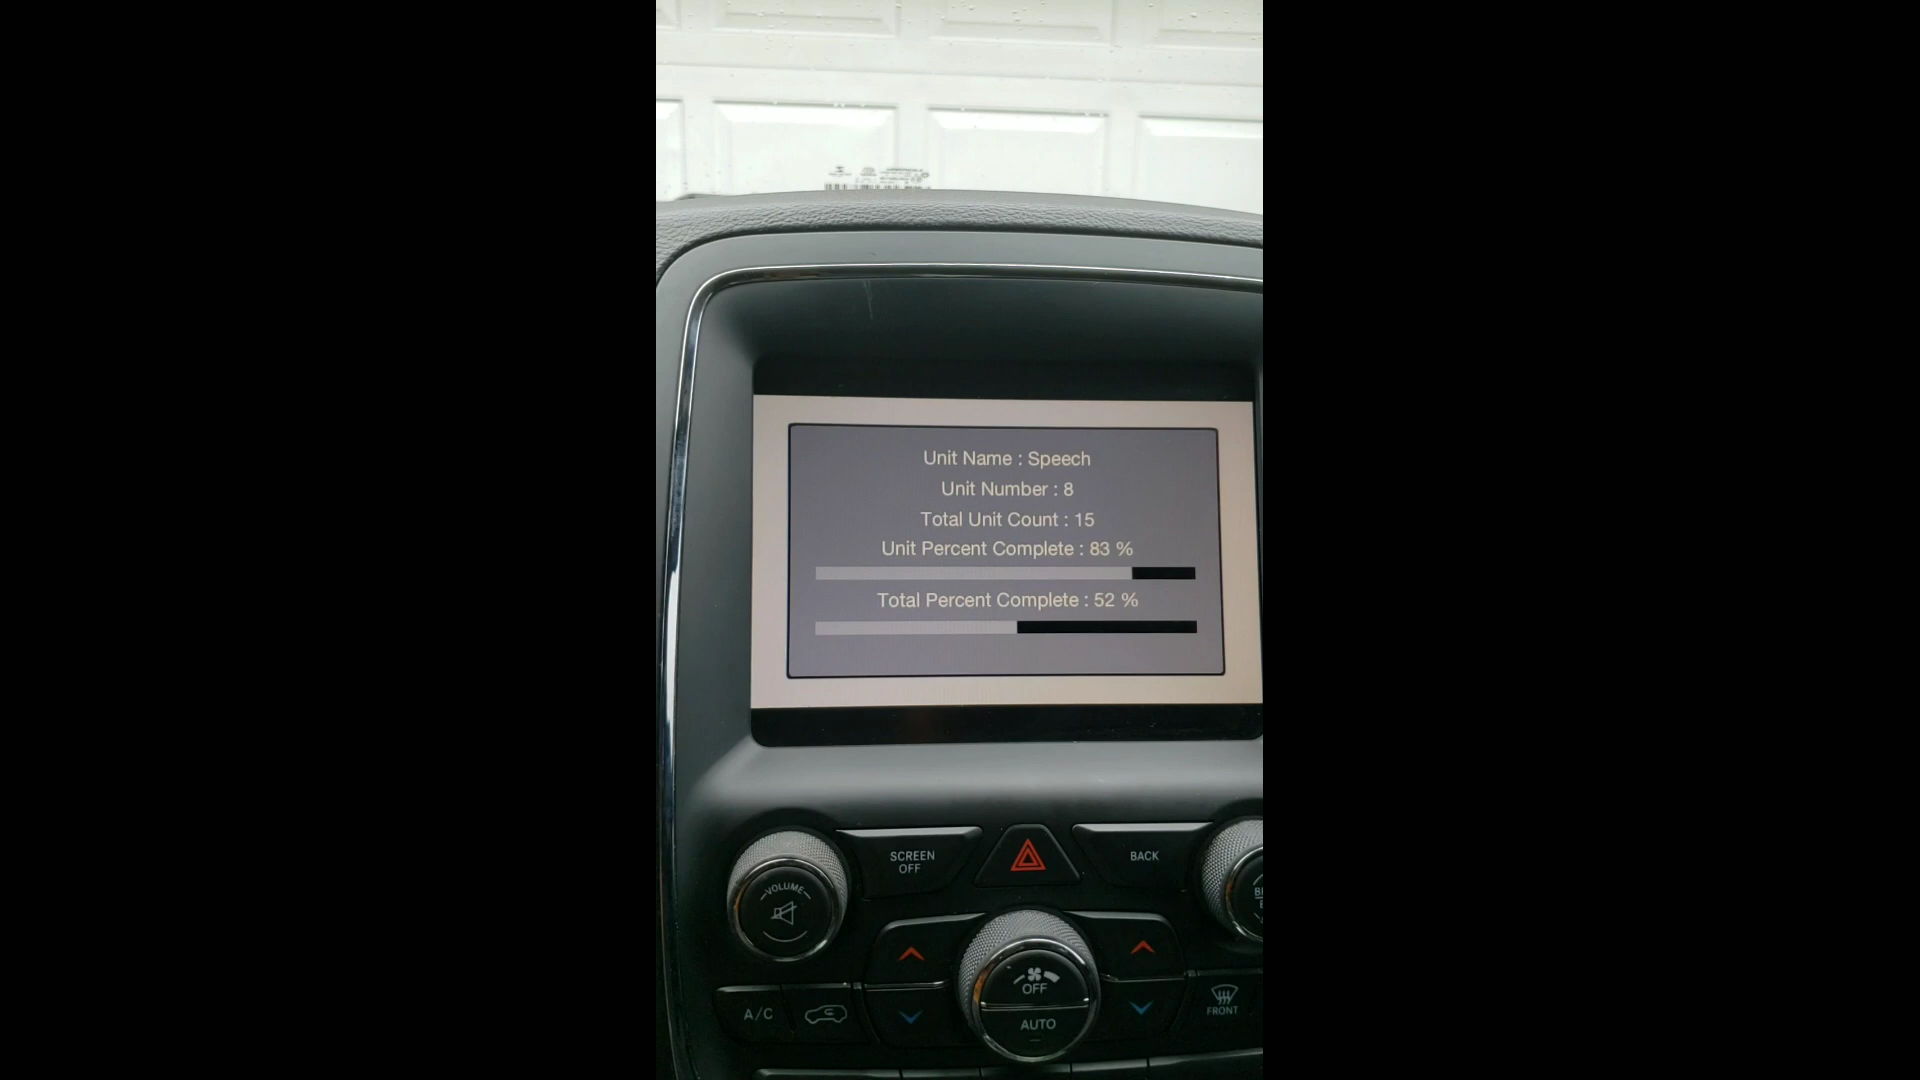 Unit Name : Speech
Unit Number : 8
Total Unit Count : 15
Unit Percent Complete : 83 %
Total Percent Complete : 52 %
SCREEN
OFF
BACK
VOLUME
OFF
AUTO
A/C
FRONT